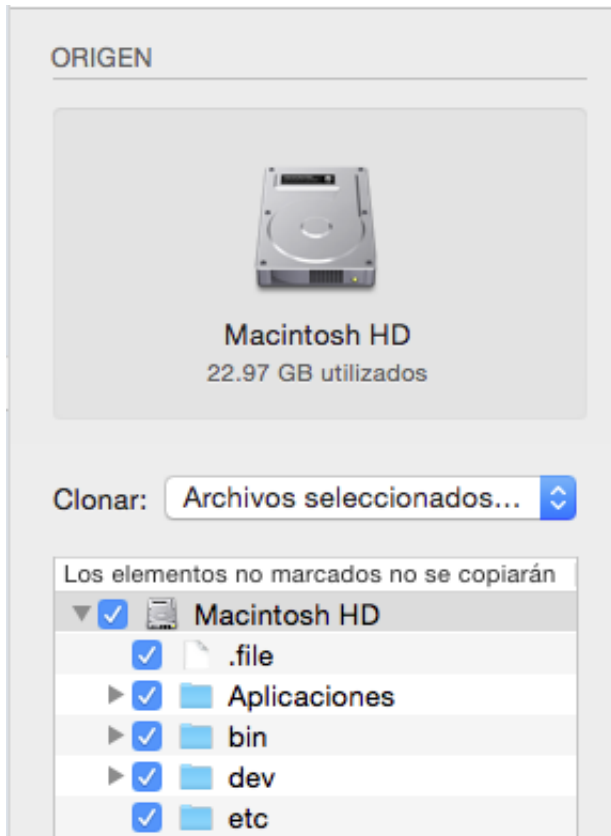 ORIGEN
Macintosh HD
22.97 GB utilizados
Clonar: Archivos seleccionados...
Los elementos no marcados no se copiarán
Macintosh HD
.file
Aplicaciones
bin
dev
etc